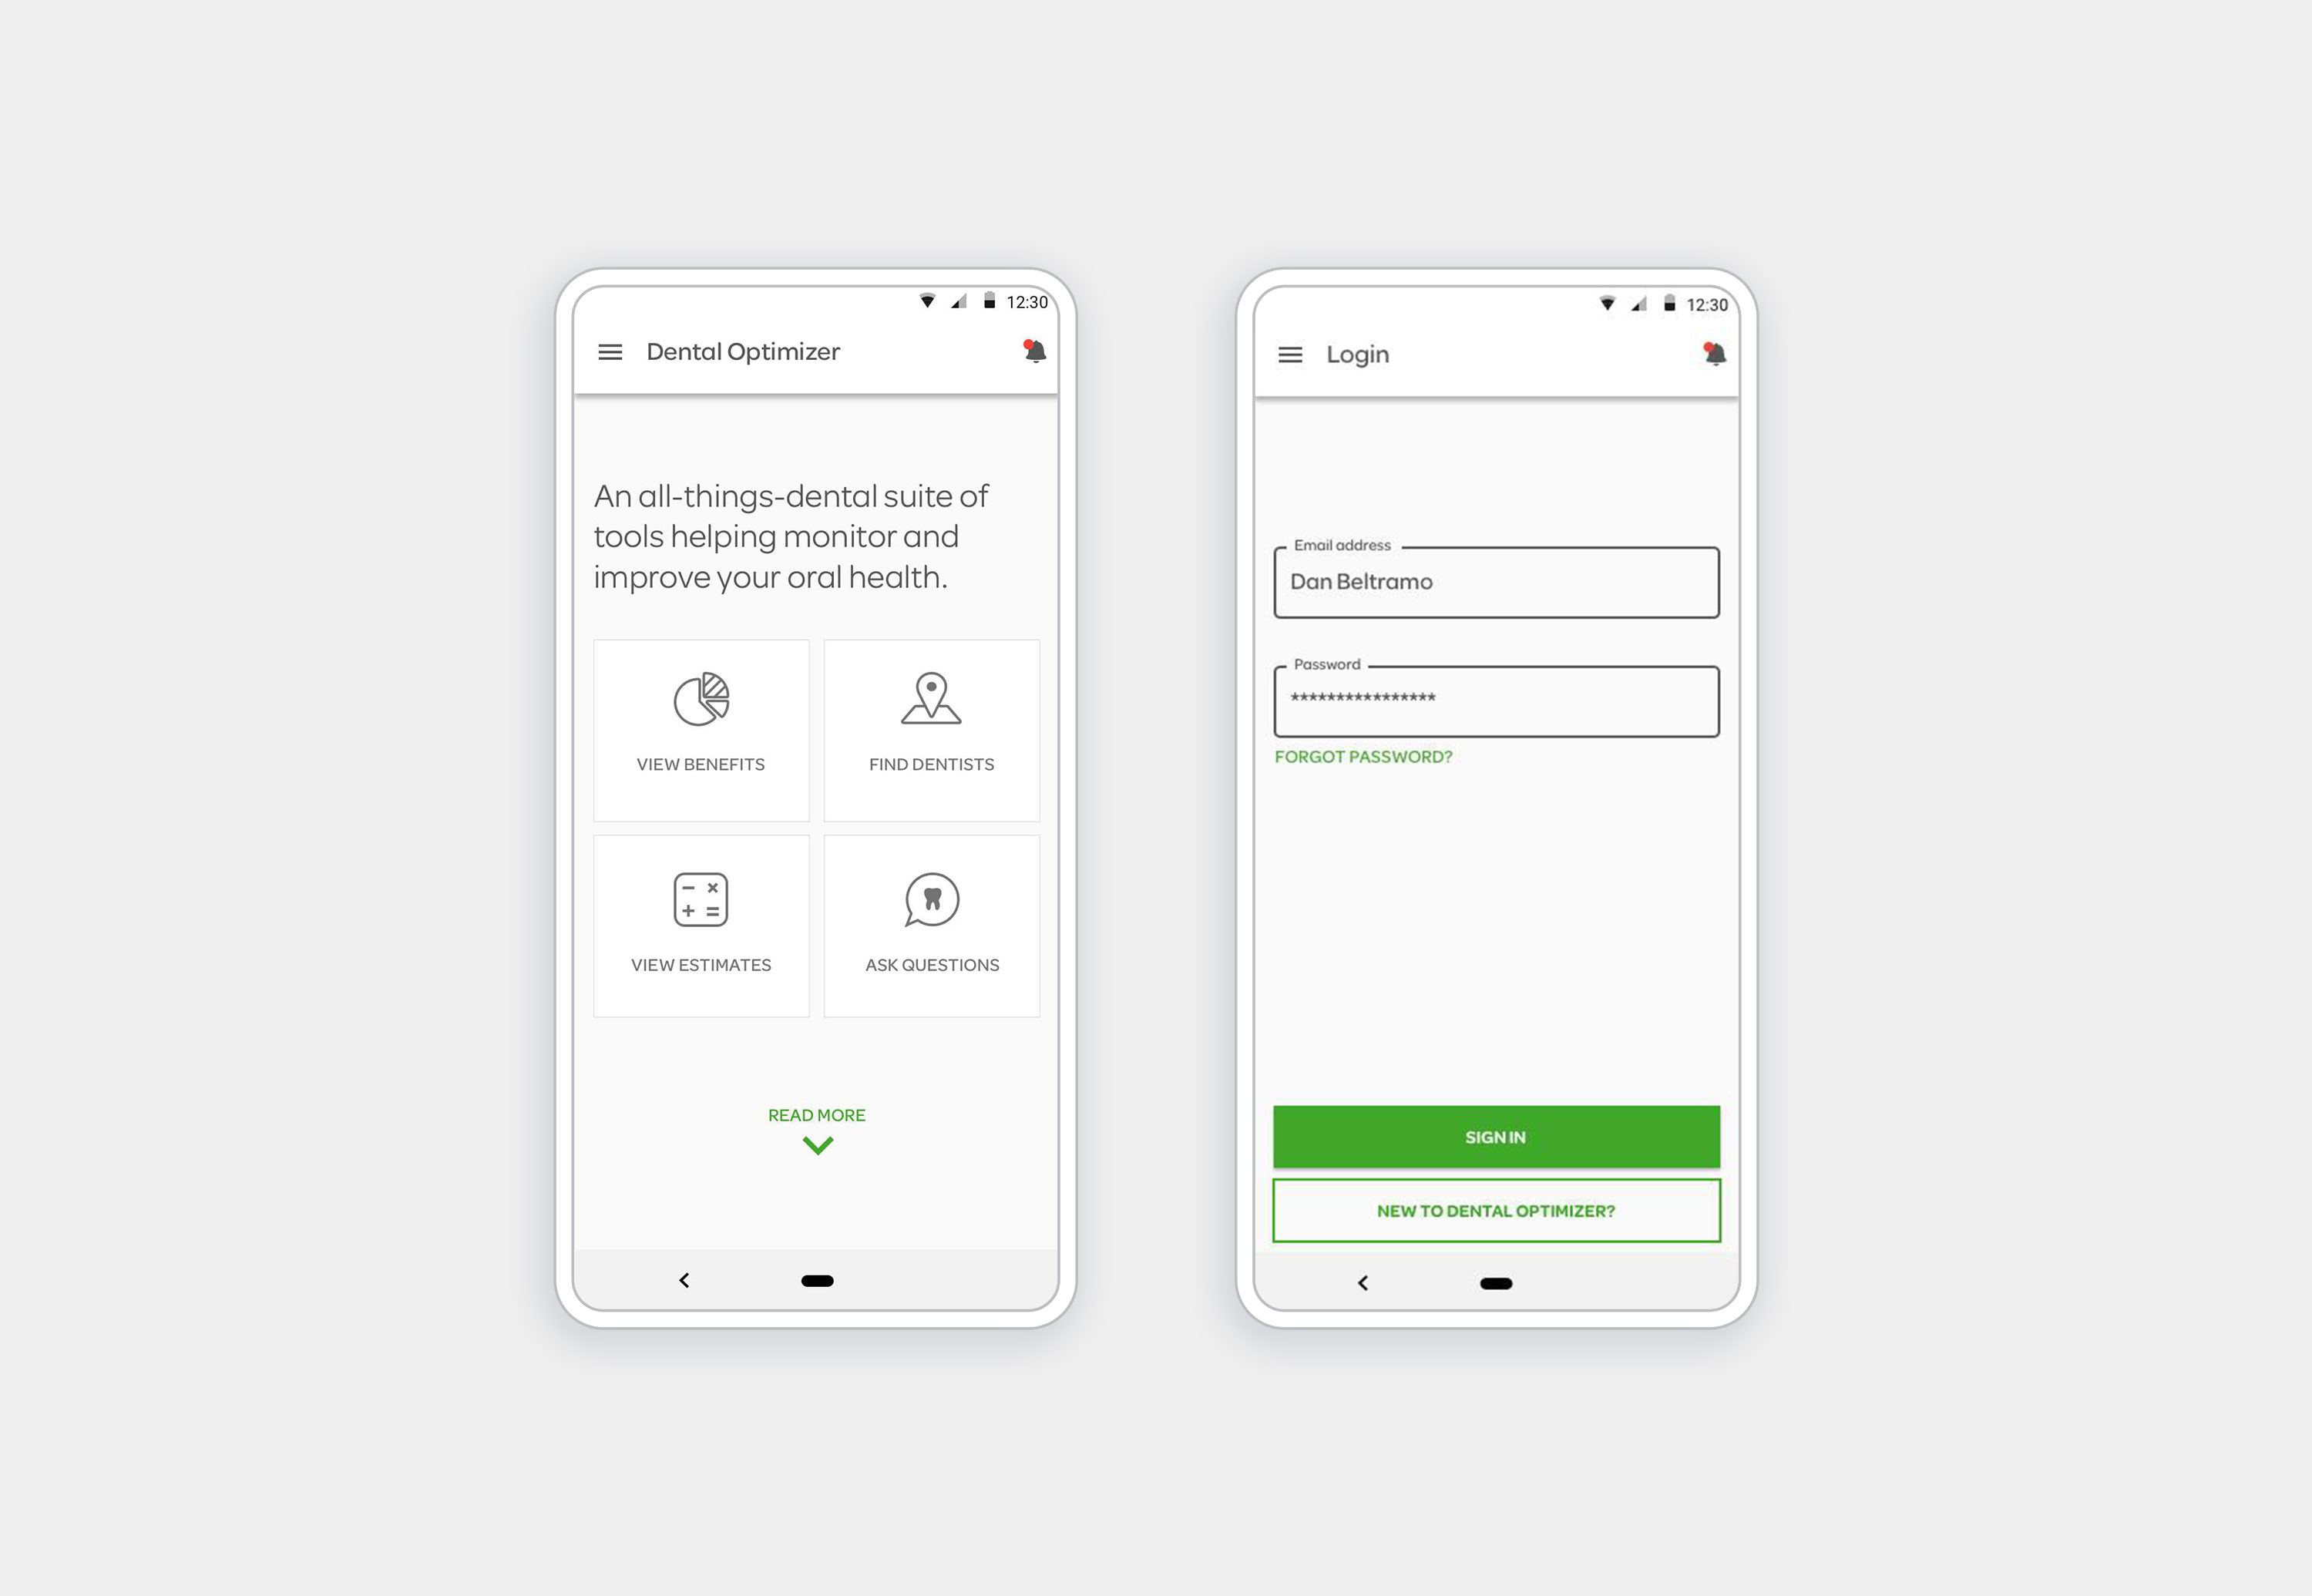 12:30
Dental Optimizer
An all-things-dental suite of
tools helping monitor and
improve your oral health.
VIEW BENEFITS
FIND DENTISTS
VIEW ESTIMATES
ASK QUESTIONS
READ MORE
12:30
Login
Email address
Dan Beltramo
Password
****************
FORGOT PASSWORD?
SIGN IN
NEW TO DENTAL OPTIMIZER?